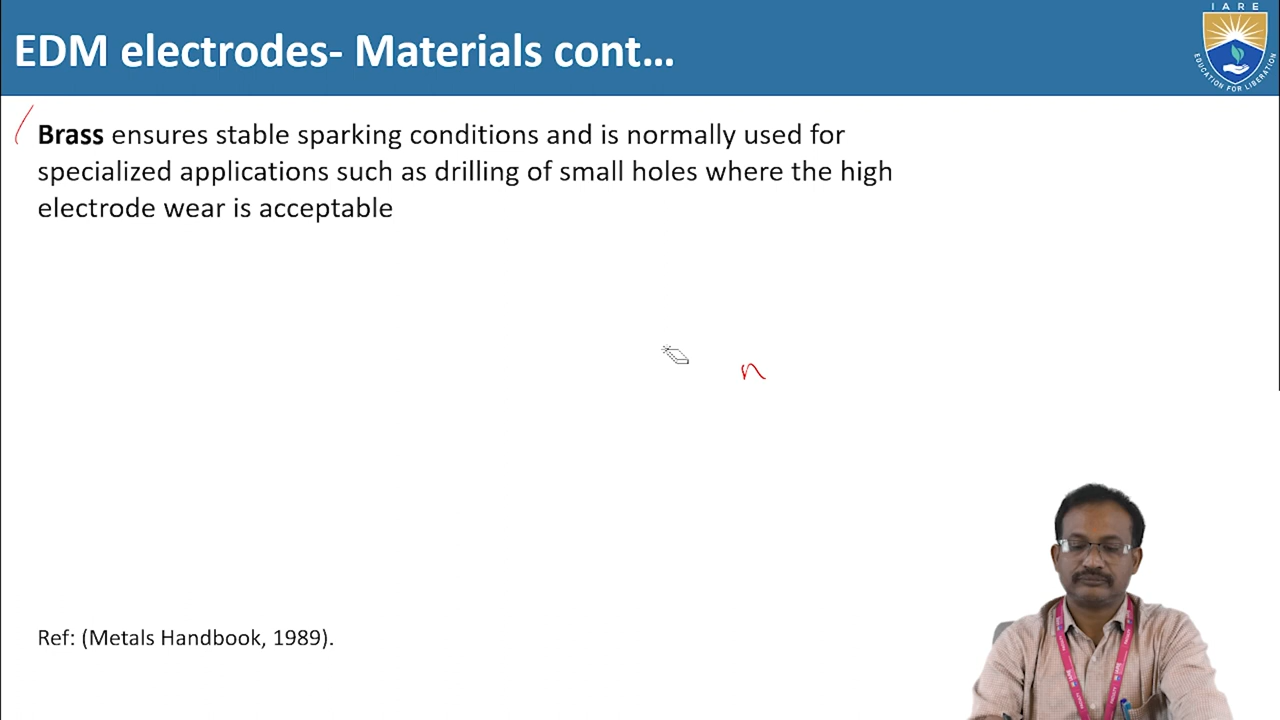 IARE
EDUCATION FOR LIBERATION
EDM electrodes- Materials cont...
Brass ensures stable sparking conditions and is normally used for
specialized applications such as drilling of small holes where the high
electrode wear is acceptable
n
Ref: (Metals Handbook, 1989).